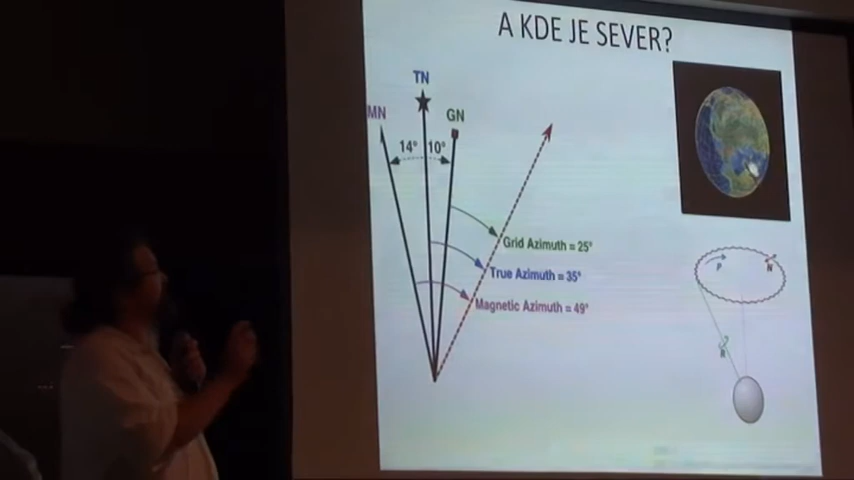 A KDE JE SEVER?
TN
MN
GN
14° 10°
Grid Azimuth = 25°
True Azimuth = 35°
Magnetic Azimuth = 49°
P
N
R